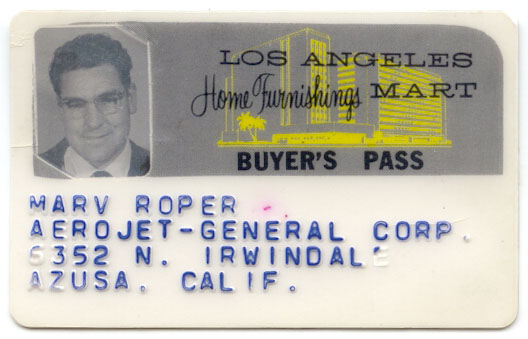 LOS ANGELES
Home Furnishings MART
BUYER'S PASS
MARV ROPER
AEROJET-GENERAL CORP.
6352 N. IRWINDALE
AZUSA. CALIF.